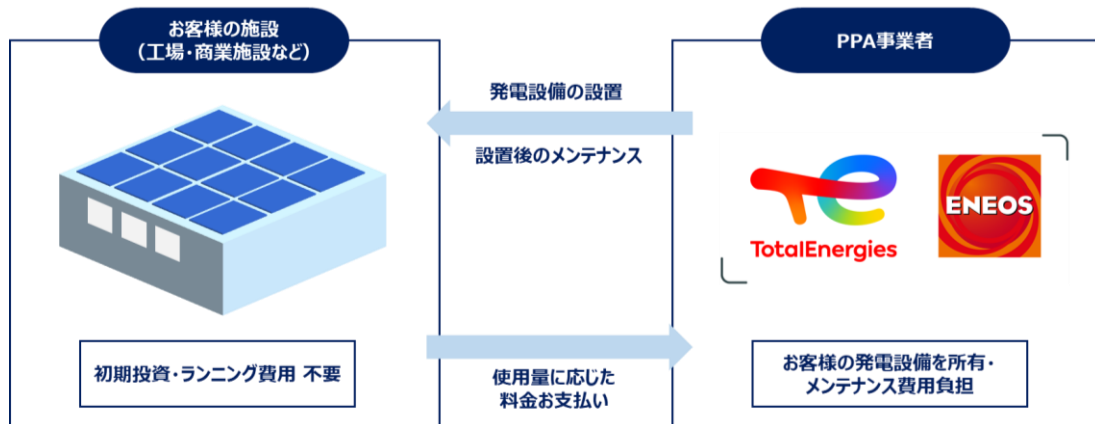 お客様の施設
（工場・商業施設など）
初期投資・ランニング費用 不要
発電設備の設置
設置後のメンテナンス
使用量に応じた
料金お支払い
PPA事業者
TotalEnergies
ENEOS
お客様の発電設備を所有・
メンテナンス費用負担